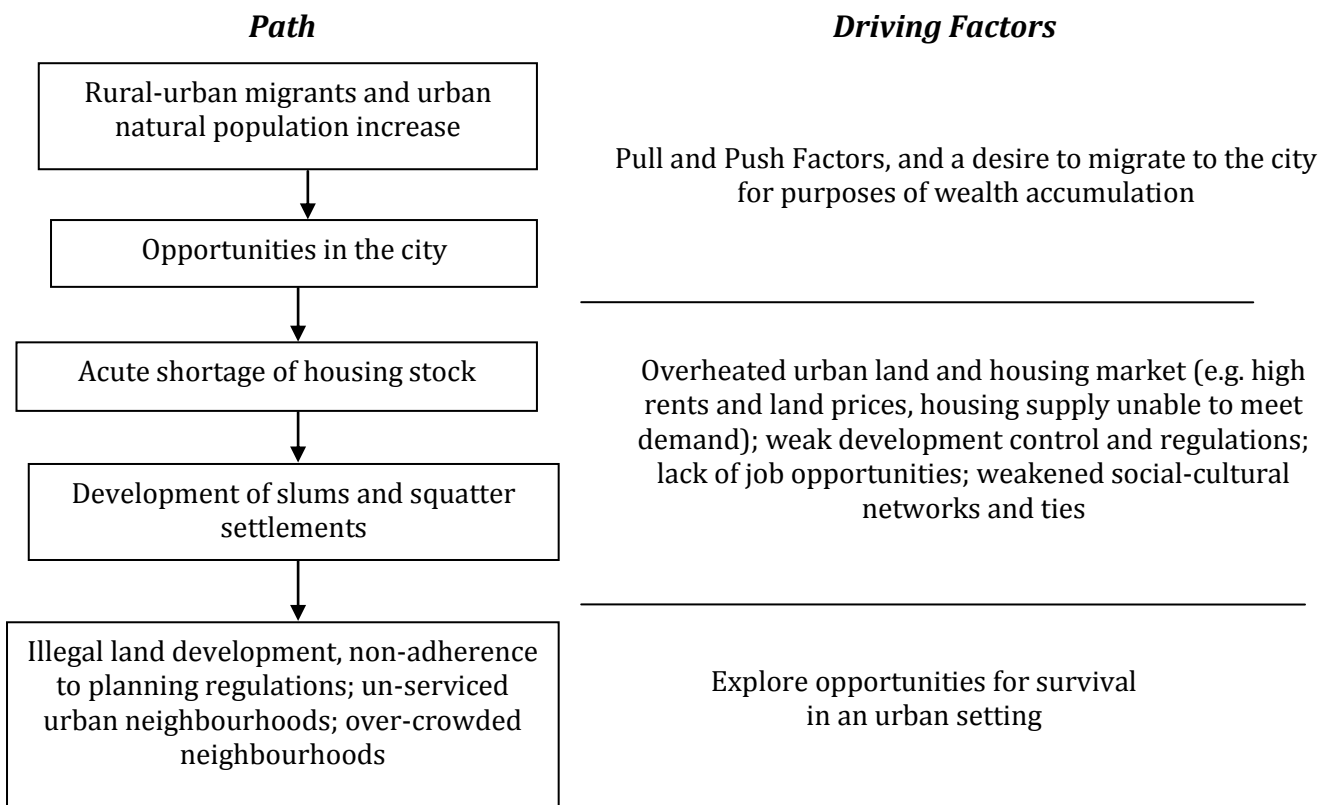 Path
Driving Factors
Rural-urban migrants and urban
natural population increase
Pull and Push Factors, and a desire to migrate to the city
for purposes of wealth accumulation
Opportunities in the city
Acute shortage of housing stock
Overheated urban land and housing market (e.g. high
rents and land prices, housing supply unable to meet
demand); weak development control and regulations;
lack of job opportunities; weakened social-cultural
networks and ties
Development of slums and squatter
settlements
Illegal land development, non-adherence
to planning regulations; un-serviced
urban neighbourhoods; over-crowded
neighbourhoods
Explore opportunities for survival
in an urban setting